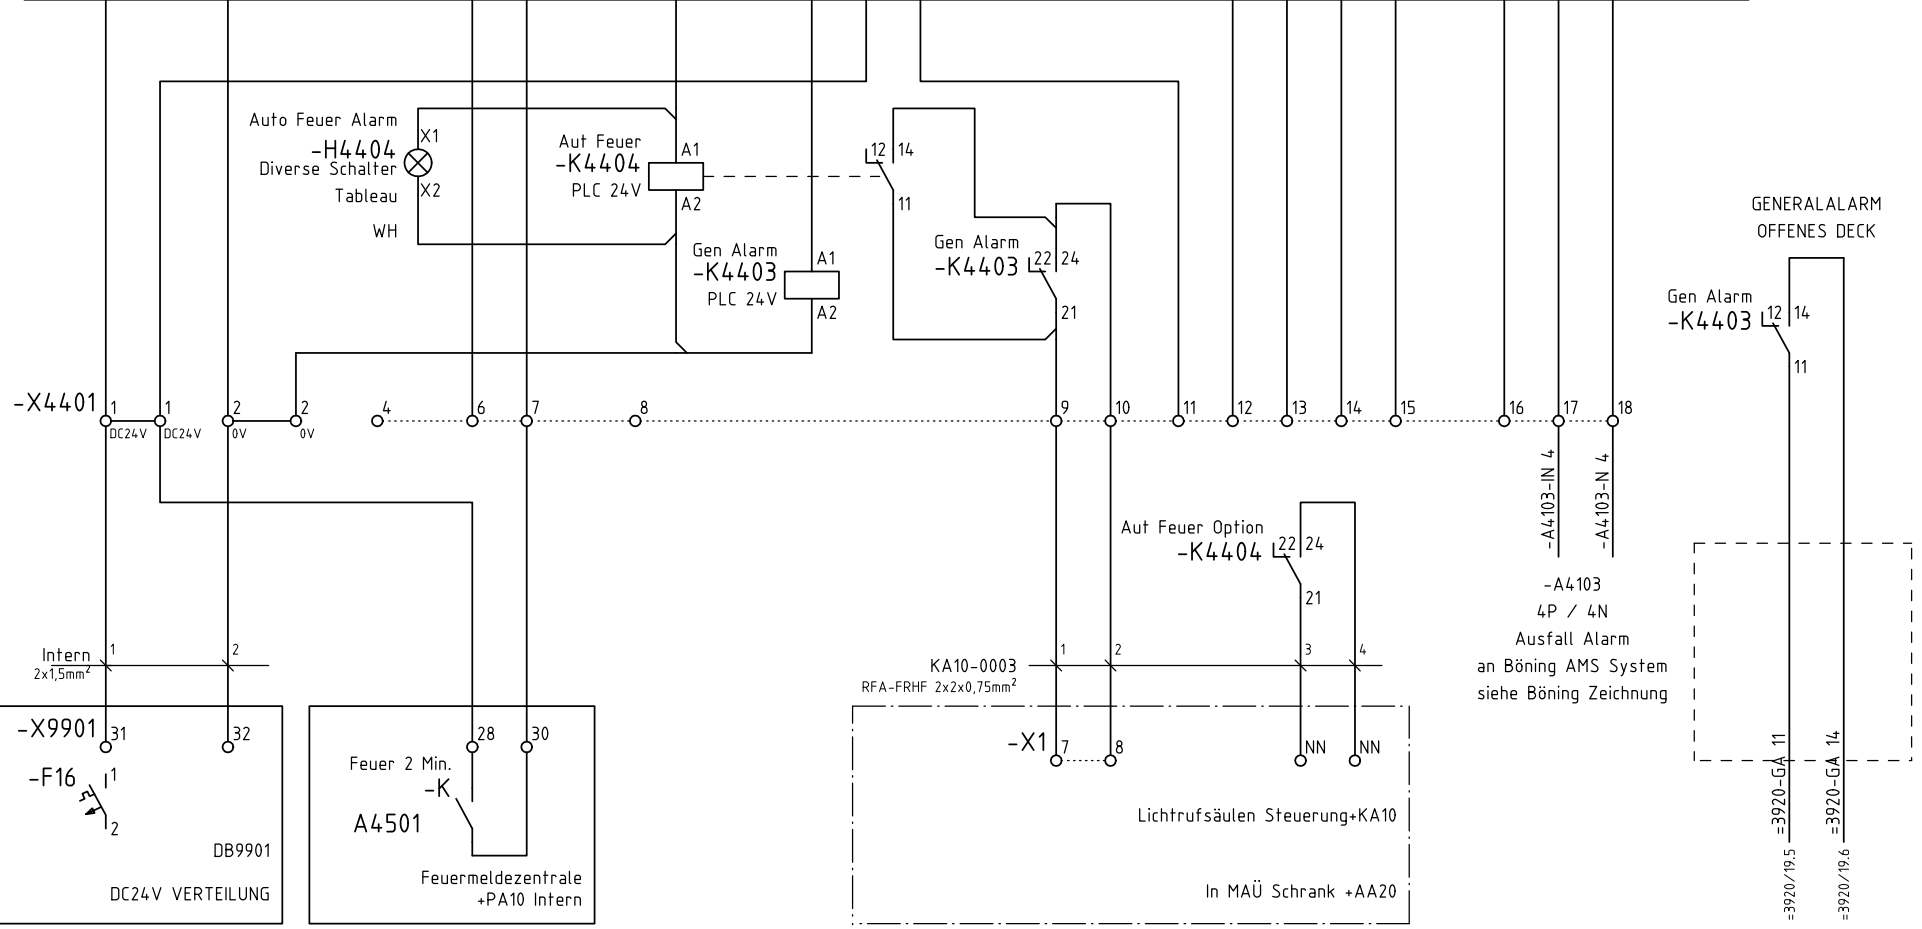 Auto Feuer Alarm
-H4404
Diverse Schalter
Tableau
WH
X1
X2
Aut Feuer
-K4404
PLC 24V
A1
A2
12
14
11
Gen Alarm
-K4403
PLC 24V
A1
A2
Gen Alarm
-K4403
22
24
21
GENERALALARM
OFFENES DECK
Gen Alarm
-K4403
12
14
11
-X4401
1
1
2
2
4
6
7
8
9
10
11
12
13
14
15
16
17
18
DC24V
DC24V
0V
0V
-A4103-IN 4
-A4103-N 4
Aut Feuer Option
-K4404
22
24
21
-A4103
4P / 4N
Ausfall Alarm
an Böning AMS System
siehe Böning Zeichnung
Intern
2x1,5mm²
1
2
KA10-0003
RFA-FRHF 2x2x0,75mm²
1
2
3
4
-X9901
31
32
-F16
1
2
DB9901
DC24V VERTEILUNG
28
30
Feuer 2 Min.
-K
A4501
Feuermeldezentrale
+PA10 Intern
-X1
7
8
NN
NN
Lichtrufsäulen Steuerung+KA10
In MAÜ Schrank +AA20
=3920-GA 11
=3920-GA 14
=3920/19.5
=3920/19.6